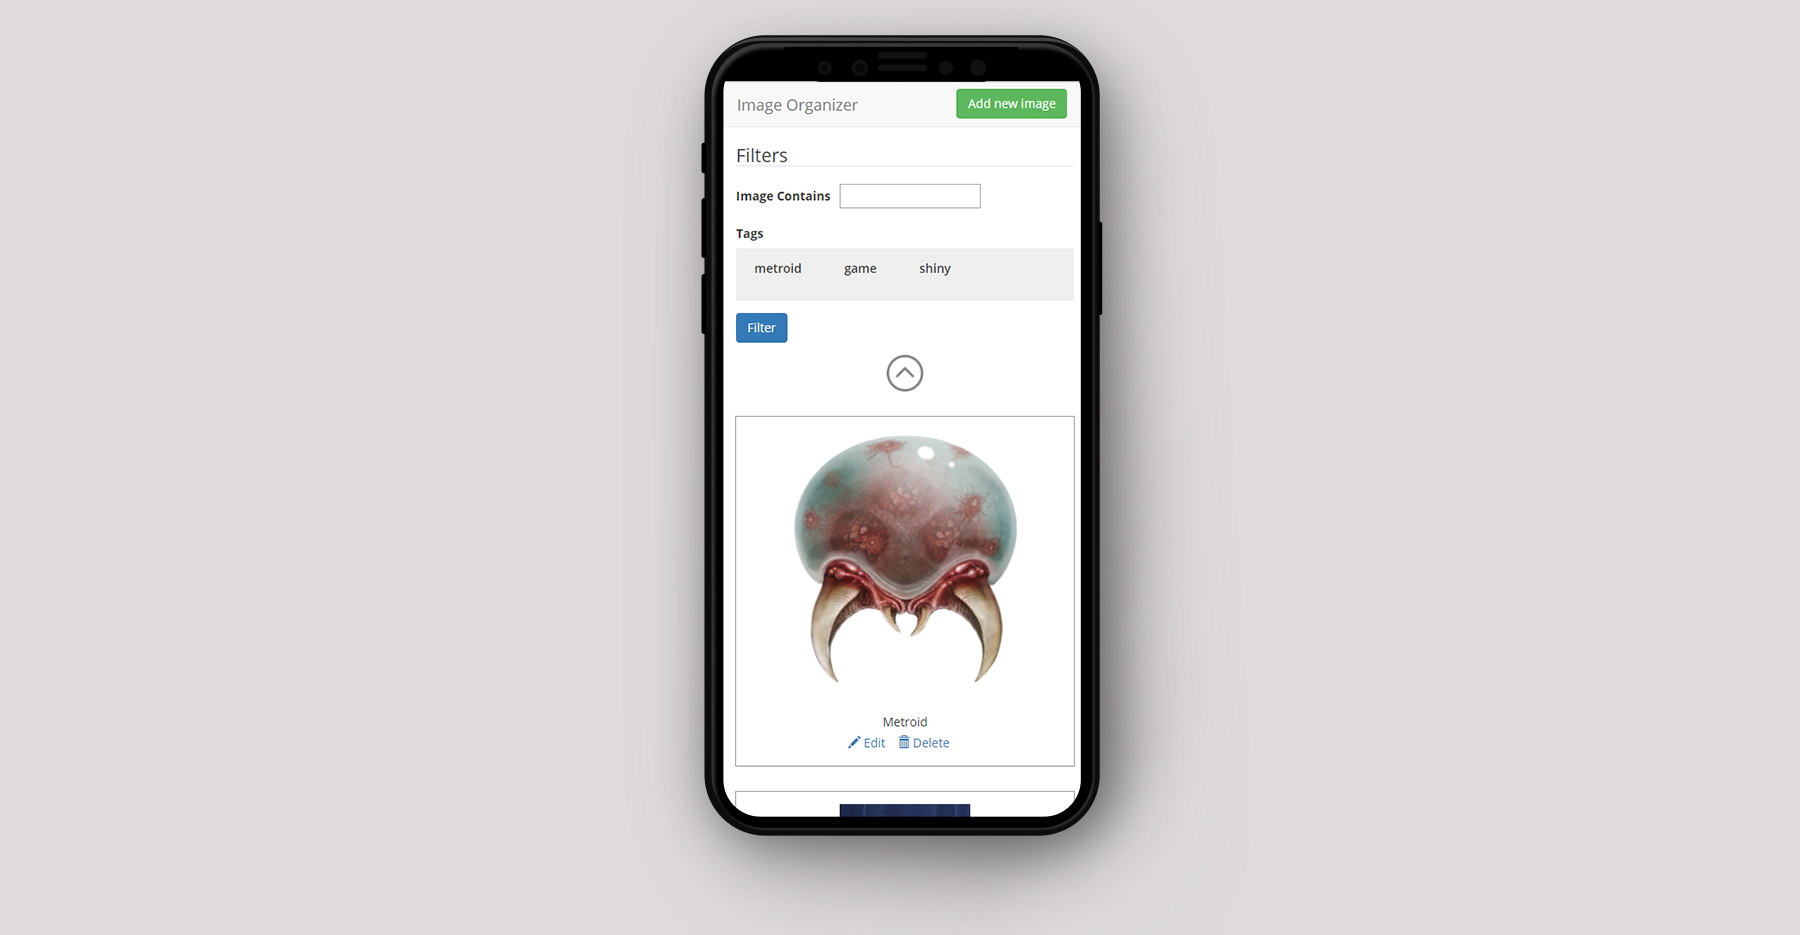 Image Organizer
Add new image
Filters
Image Contains
Tags
metroid game shiny
Filter
Metroid
Edit Delete